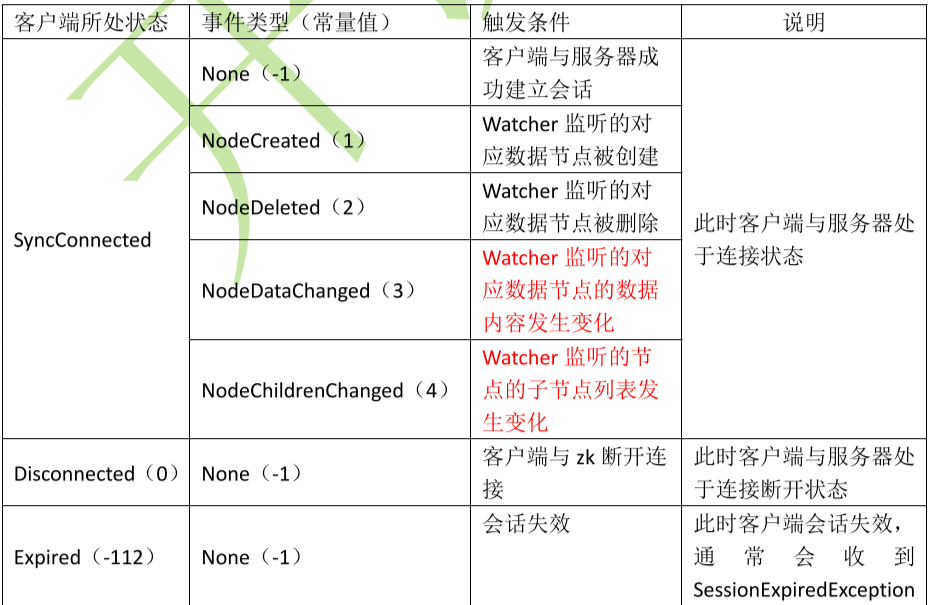 客户端所处状态 事件类型（常量值） 触发条件 说明
SyncConnected
None（-1）
客户端与服务器成
功建立会话
NodeCreated（1）
Watcher 监听的对
应数据节点被创建
NodeDeleted（2）
Watcher 监听的对
应数据节点被删除
NodeDataChanged（3）
Watcher 监听的对
应数据节点的数据
内容发生变化
NodeChildrenChanged（4）
Watcher 监听的节
点的子节点列表发
生变化
此时客户端与服务器处
于连接状态
Disconnected（0）
None（-1）
客户端与 zk 断开连
接
此时客户端与服务器处
于连接断开状态
Expired（-112）
None（-1）
会话失效
此时客户端会话失效，
通常会收到
SessionExpiredException